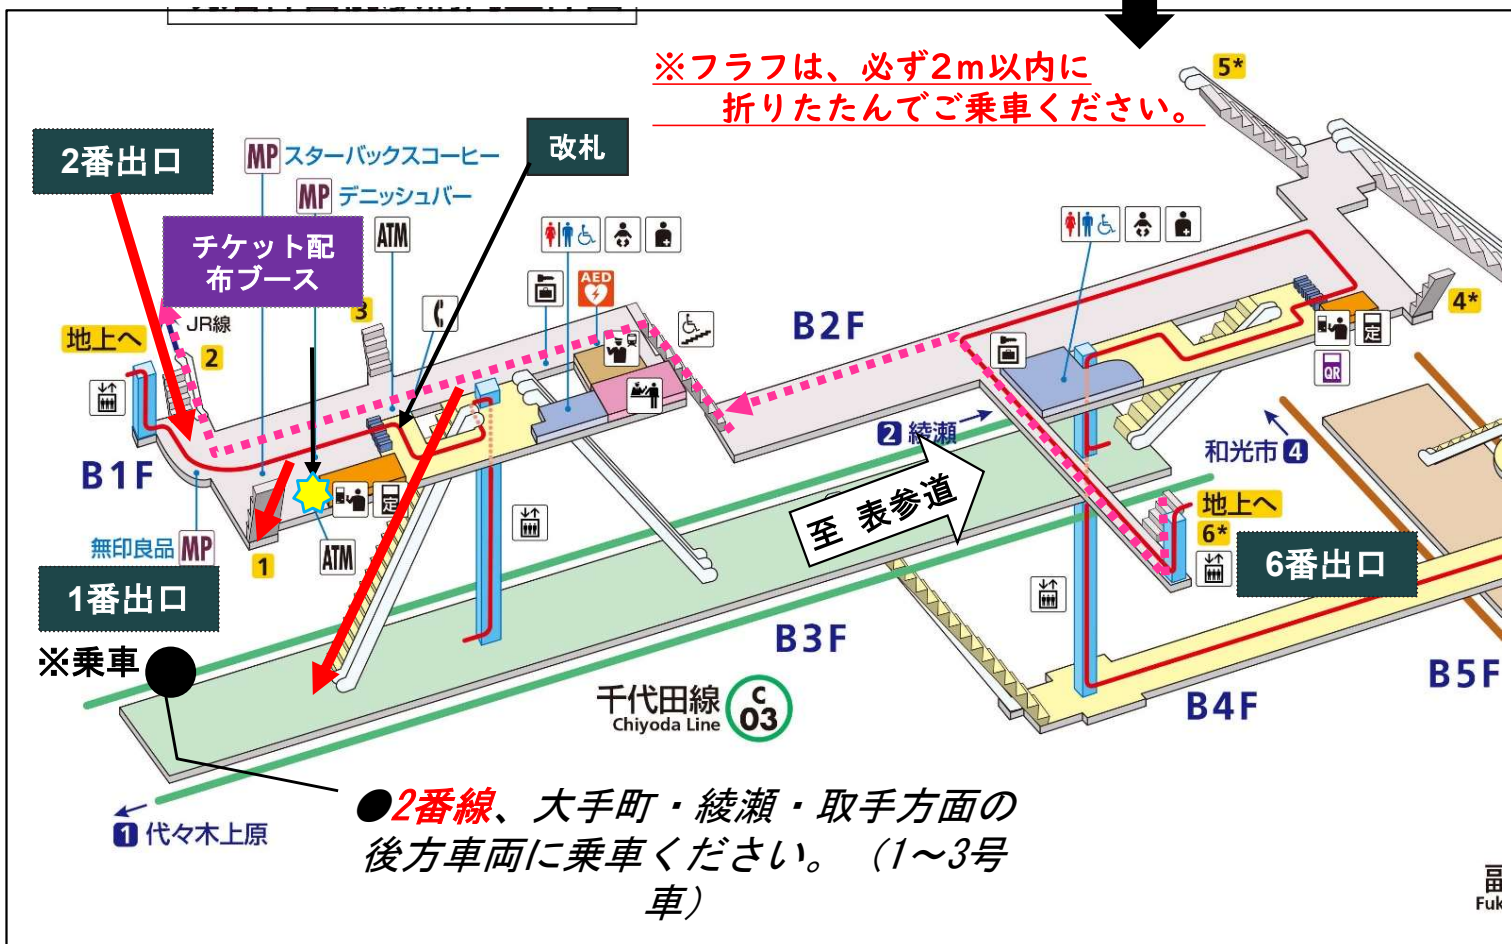 ※フラフは、必ず2m以内に
折りたたんでご乗車ください。
5*
2番出口
MP スターバックスコーヒー
改札
MP デニッシュバー
チケット配
布ブース
ATM
AED
3
JR線
2
地上へ
4*
B2F
定
QR
2 綾瀬
和光市 4
B1F
至 表参道
地上へ
6*
6番出口
定
無印良品 MP
1
ATM
1番出口
※乗車
B3F
B5F
千代田線
Chiyoda Line
C
03
B4F
●2番線、大手町・綾瀬・取手方面の
後方車両に乗車ください。（1～3号
車）
1 代々木上原
Fuk